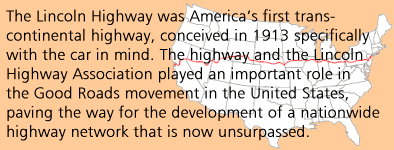 The Lincoln Highway was America's first trans-
continental highway, conceived in 1913 specifically
with the car in mind. The highway and the Lincoln
Highway Association played an important role in
the Good Roads movement in the United States,
paving the way for the development of a nationwide
highway network that is now unsurpassed.